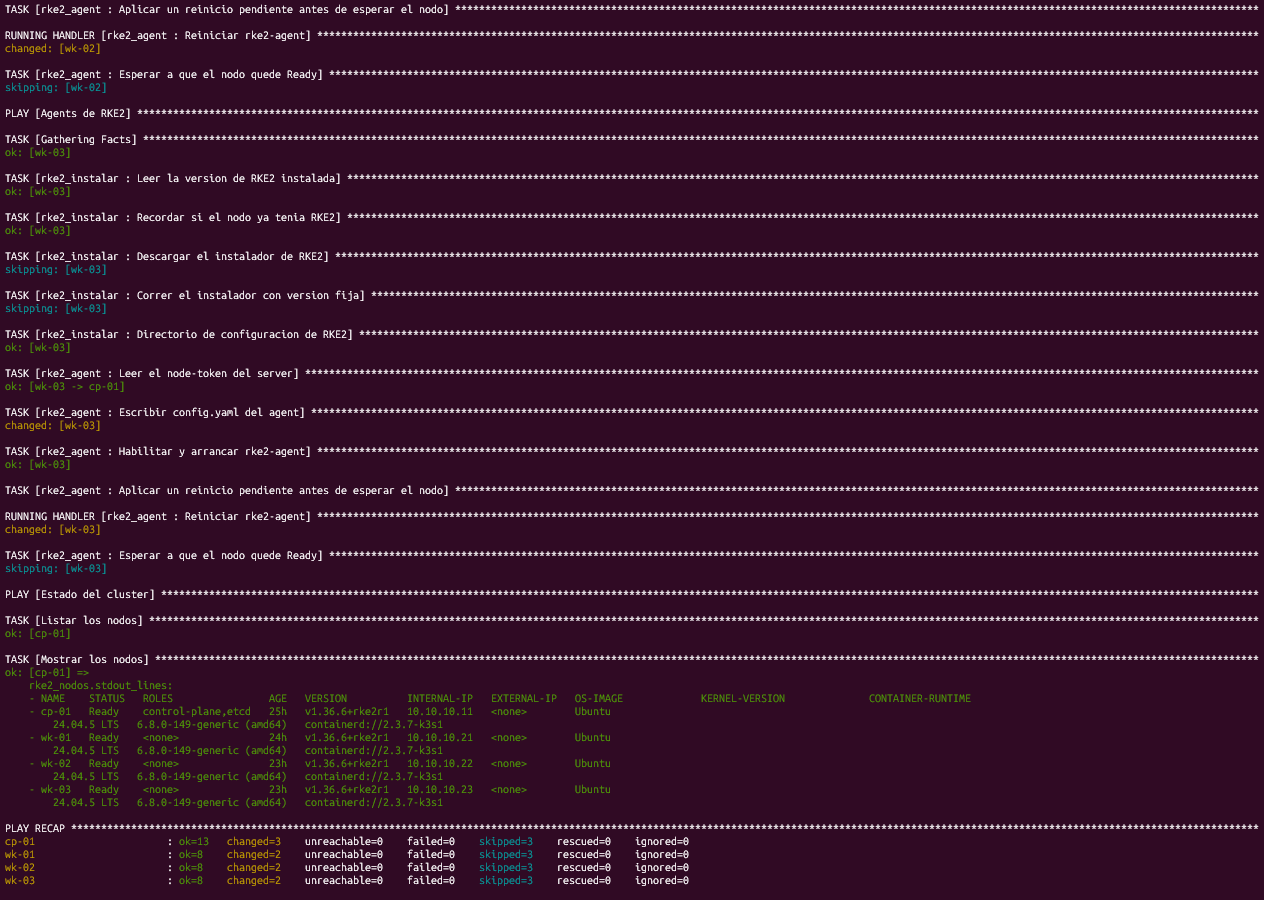 TASK [rke2_agent : Aplicar un reinicio pendiente antes de esperar el nodo] **************************************************************************************************************************************
RUNNING HANDLER [rke2_agent : Reiniciar rke2-agent] *************************************************************************************************************************************************************
changed: [wk-02]
TASK [rke2_agent : Esperar a que el nodo quede Ready] ***********************************************************************************************************************************************************
skipping: [wk-02]
PLAY [Agents de RKE2] *******************************************************************************************************************************************************************************************
TASK [Gathering Facts] ******************************************************************************************************************************************************************************************
ok: [wk-03]
TASK [rke2_instalar : Leer la version de RKE2 instalada] ********************************************************************************************************************************************************
ok: [wk-03]
TASK [rke2_instalar : Recordar si el nodo ya tenia RKE2] ********************************************************************************************************************************************************
ok: [wk-03]
TASK [rke2_instalar : Descargar el instalador de RKE2] **********************************************************************************************************************************************************
skipping: [wk-03]
TASK [rke2_instalar : Correr el instalador con version fija] ****************************************************************************************************************************************************
skipping: [wk-03]
TASK [rke2_instalar : Directorio de configuracion de RKE2] ******************************************************************************************************************************************************
ok: [wk-03]
TASK [rke2_agent : Leer el node-token del server] ***************************************************************************************************************************************************************
ok: [wk-03 -> cp-01]
TASK [rke2_agent : Escribir config.yaml del agent] **************************************************************************************************************************************************************
changed: [wk-03]
TASK [rke2_agent : Habilitar y arrancar rke2-agent] *************************************************************************************************************************************************************
ok: [wk-03]
TASK [rke2_agent : Aplicar un reinicio pendiente antes de esperar el nodo] **************************************************************************************************************************************
RUNNING HANDLER [rke2_agent : Reiniciar rke2-agent] *************************************************************************************************************************************************************
changed: [wk-03]
TASK [rke2_agent : Esperar a que el nodo quede Ready] ***********************************************************************************************************************************************************
skipping: [wk-03]
PLAY [Estado del cluster] ***************************************************************************************************************************************************************************************
TASK [Listar los nodos] *****************************************************************************************************************************************************************************************
ok: [cp-01]
TASK [Mostrar los nodos] ****************************************************************************************************************************************************************************************
ok: [cp-01] =>
    rke2_nodos.stdout_lines:
    - NAME    STATUS   ROLES                AGE   VERSION          INTERNAL-IP   EXTERNAL-IP   OS-IMAGE             KERNEL-VERSION              CONTAINER-RUNTIME
    - cp-01   Ready    control-plane,etcd   25h   v1.36.6+rke2r1   10.10.10.11   <none>        Ubuntu
        24.04.5 LTS   6.8.0-149-generic (amd64)   containerd://2.3.7-k3s1
    - wk-01   Ready    <none>               24h   v1.36.6+rke2r1   10.10.10.21   <none>        Ubuntu
        24.04.5 LTS   6.8.0-149-generic (amd64)   containerd://2.3.7-k3s1
    - wk-02   Ready    <none>               23h   v1.36.6+rke2r1   10.10.10.22   <none>        Ubuntu
        24.04.5 LTS   6.8.0-149-generic (amd64)   containerd://2.3.7-k3s1
    - wk-03   Ready    <none>               23h   v1.36.6+rke2r1   10.10.10.23   <none>        Ubuntu
        24.04.5 LTS   6.8.0-149-generic (amd64)   containerd://2.3.7-k3s1
PLAY RECAP ******************************************************************************************************************************************************************************************************
cp-01                      : ok=13   changed=3    unreachable=0    failed=0    skipped=3    rescued=0    ignored=0
wk-01                      : ok=8    changed=2    unreachable=0    failed=0    skipped=3    rescued=0    ignored=0
wk-02                      : ok=8    changed=2    unreachable=0    failed=0    skipped=3    rescued=0    ignored=0
wk-03                      : ok=8    changed=2    unreachable=0    failed=0    skipped=3    rescued=0    ignored=0